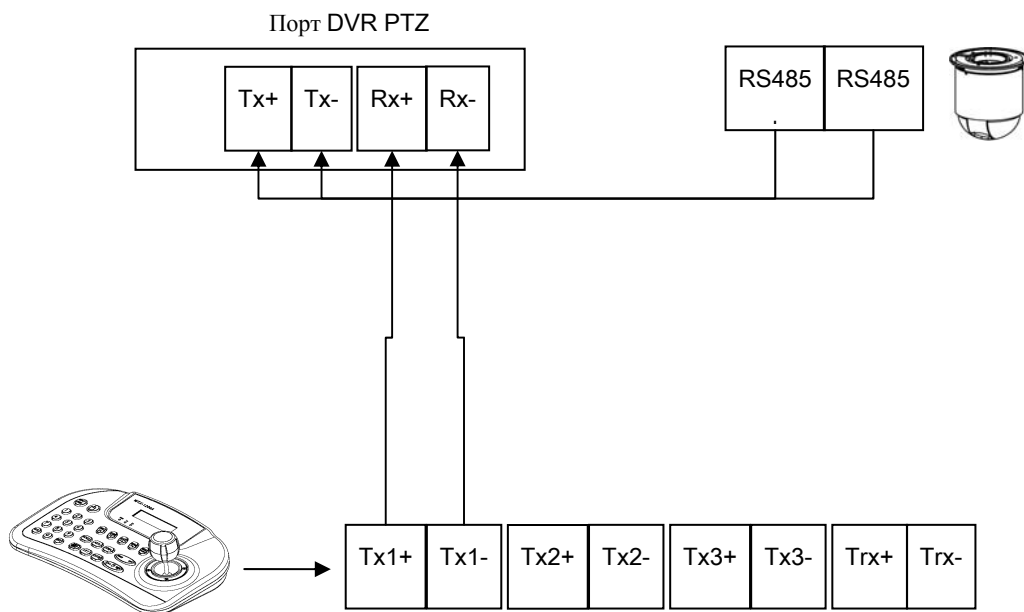 Порт DVR PTZ
Tx+ Tx- Rx+ Rx-
RS485 RS485
Tx1+ Tx1- Tx2+ Tx2- Tx3+ Tx3- Trx+ Trx-